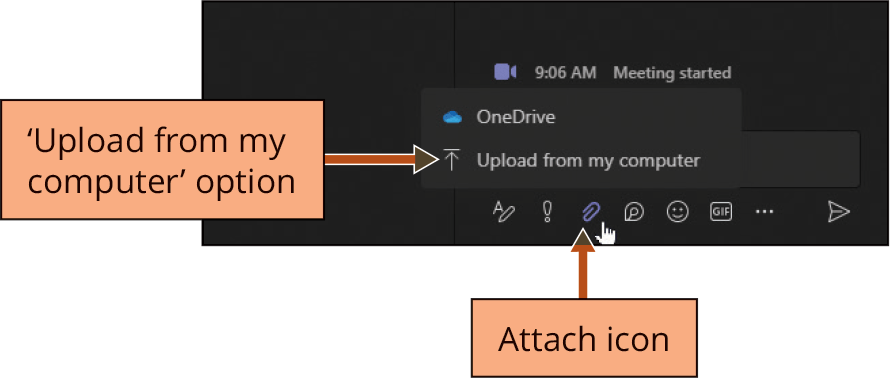 9:06 AM Meeting started
OneDrive
Upload from my computer
GIF
‘Upload from my
computer’ option
Attach icon